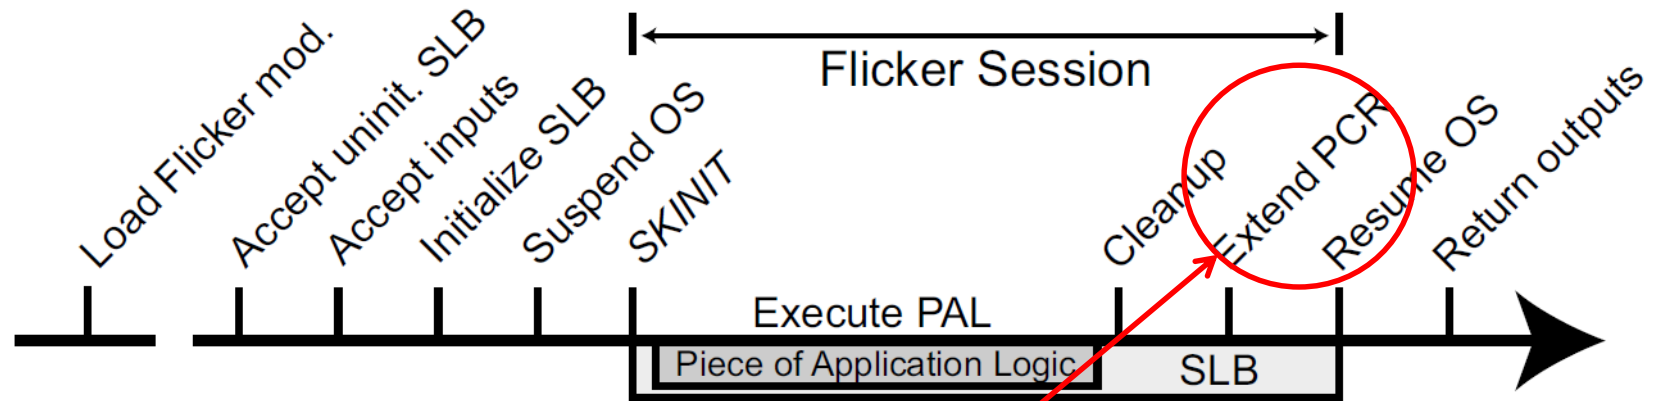 Flicker Session
Load Flicker mod.
Accept uninit. SLB
Accept inputs
Initialize SLB
Suspend OS
SKINIT
Cleanup
Extend PCR
Resume OS
Return outputs
Execute PAL
Piece of Application Logic
SLB